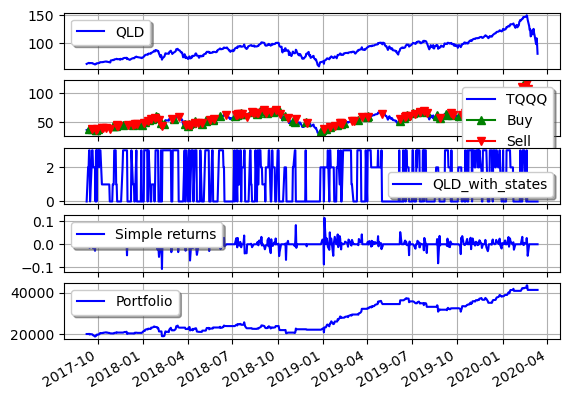 150
QLD
100
100
TQQQ
Buy
50
Sell
2
QLD_with_states
0
0.1
Simple returns
0.0
−0.1
40000
Portfolio
20000
2017-10 2018-01 2018-04 2018-07 2018-10 2019-01 2019-04 2019-07 2019-10 2020-01 2020-04